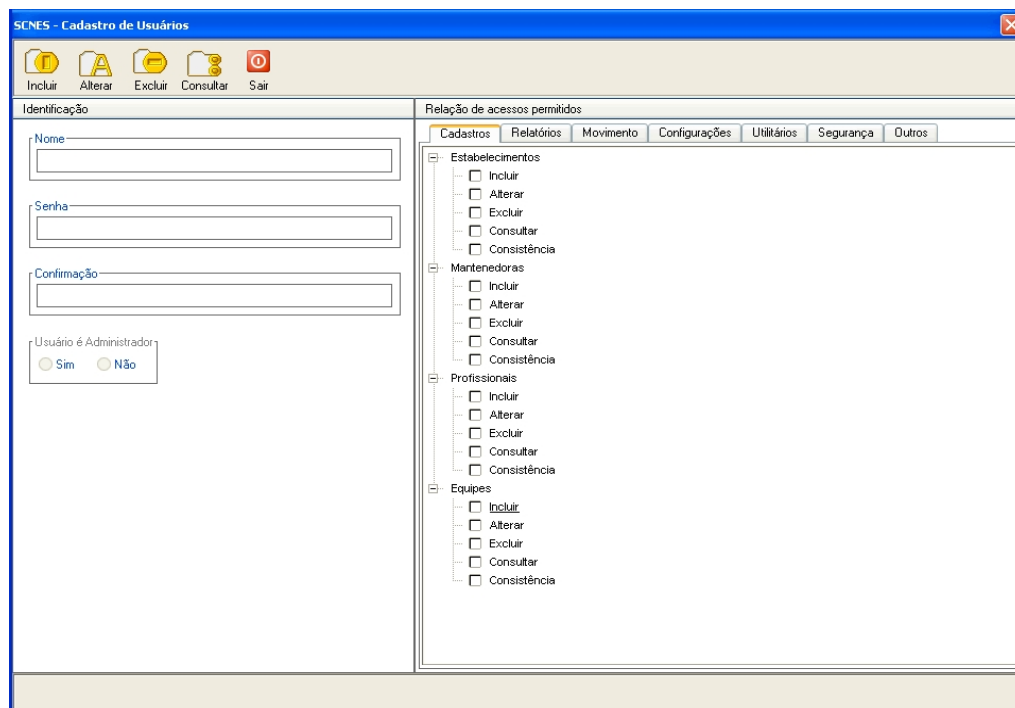 SCNES - Cadastro de Usuários
Incluir Alterar Excluir Consultar Sair
Identificação
Nome
Senha
Confirmação
Usuário é Administrador
Sim Não
Relação de acessos permitidos
Cadastros Relatórios Movimento Configurações Utilitários Segurança Outros
Estabelecimentos
Incluir
Alterar
Excluir
Consultar
Consistência
Mantenedoras
Incluir
Alterar
Excluir
Consultar
Consistência
Profissionais
Incluir
Alterar
Excluir
Consultar
Consistência
Equipes
Incluir
Alterar
Excluir
Consultar
Consistência